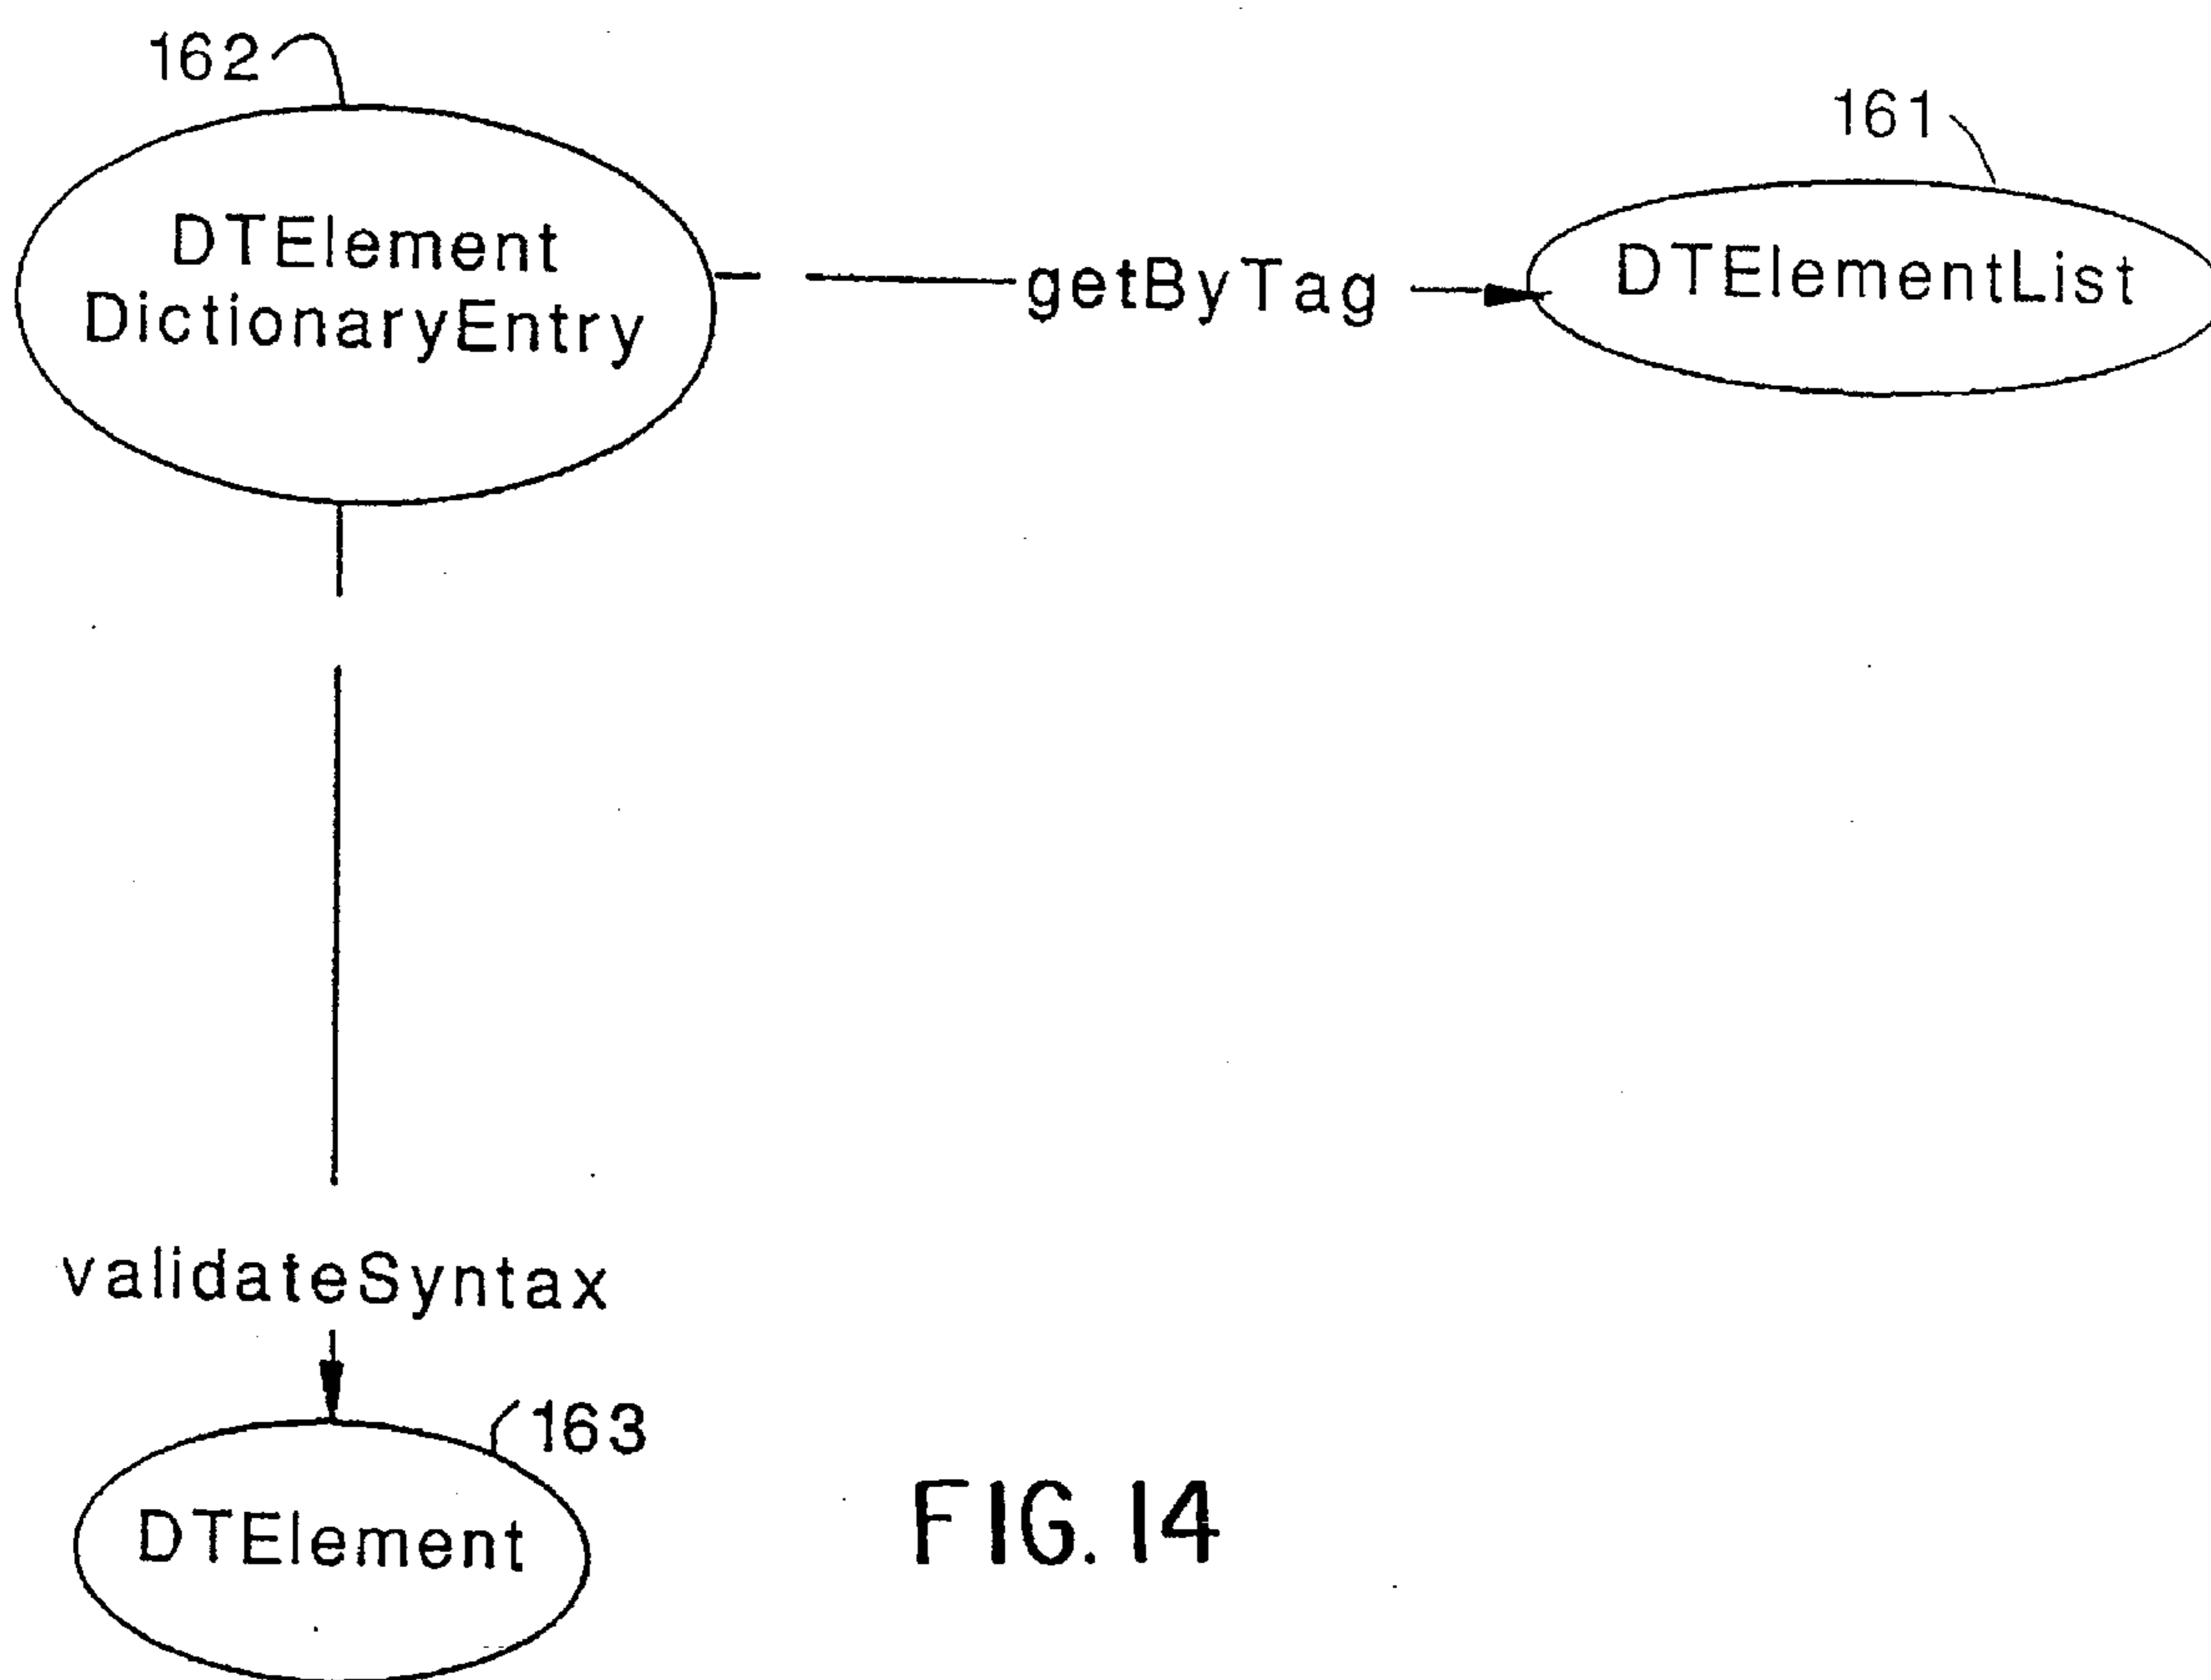 162
161
DTElement
DictionaryEntry
getByTag
DTElementList
validateSyntax
163
DTElement
FIG. 14